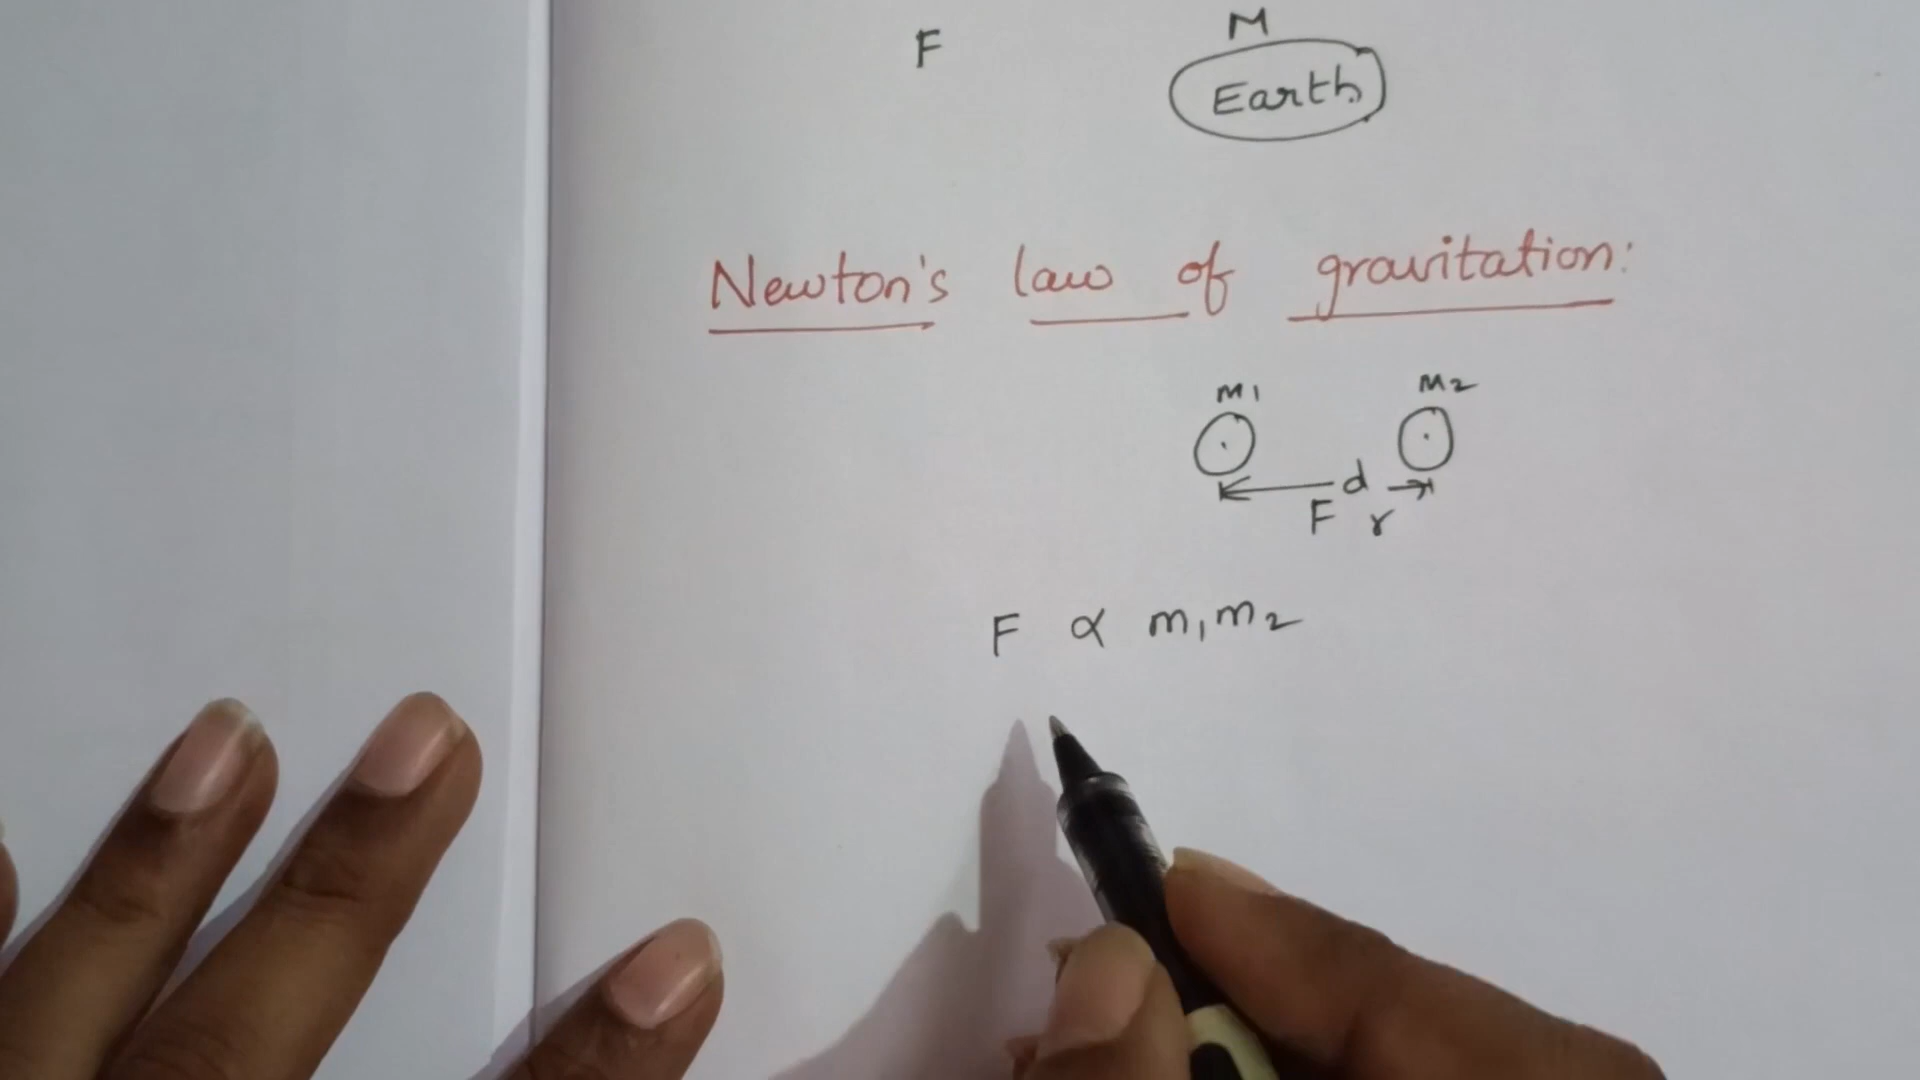 M
F
Earth
Newton's law of gravitation:
m1 m2
d
F r
F ∝ m1m2